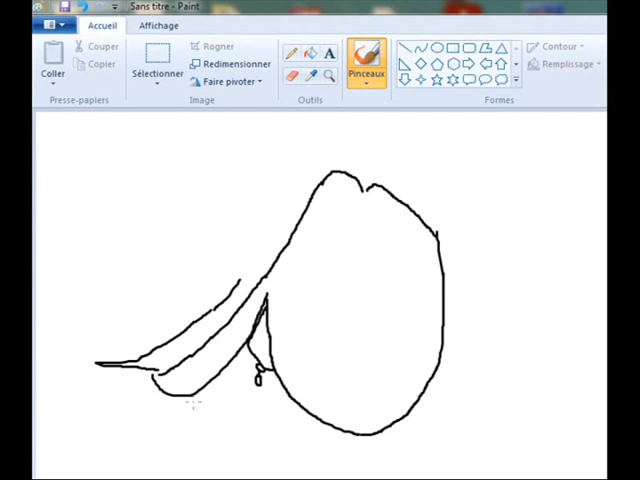 Sans titre - Paint
Accueil Affichage
Couper Rogner Contour
Copier Redimensionner Remplissage
Coller Sélectionner Faire pivoter Pinceaux
Presse-papiers Image Outils Formes
A